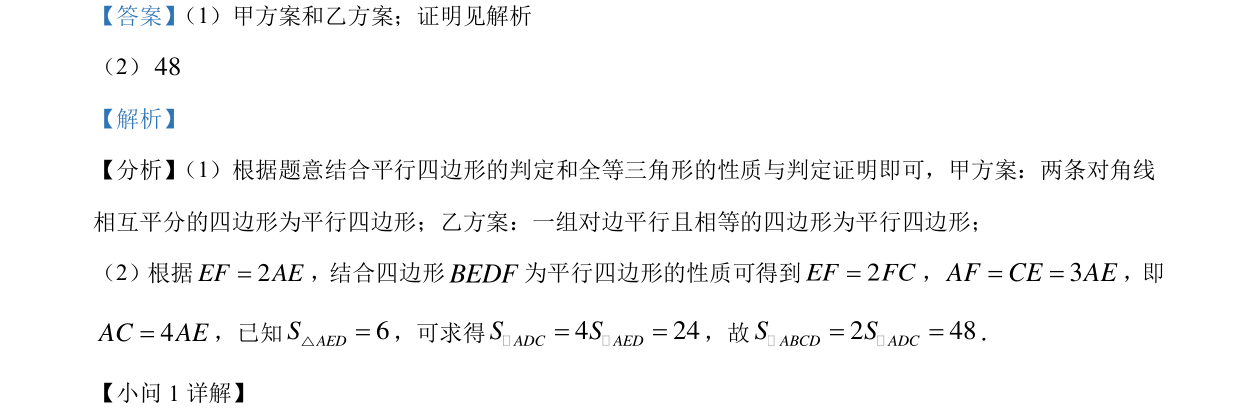 【答案】（1）甲方案和乙方案；证明见解析
（2）48
【解析】
【分析】（1）根据题意结合平行四边形的判定和全等三角形的性质与判定证明即可，甲方案：两条对角线
相互平分的四边形为平行四边形；乙方案：一组对边平行且相等的四边形为平行四边形；
（2）根据 EF = 2AE，结合四边形 BEDF 为平行四边形的性质可得到 EF = 2FC，AF = CE = 3AE，即
AC = 4AE，已知 S△AED = 6，可求得 S▯ADC = 4S▯AED = 24，故 S▯ABCD = 2S▯ADC = 48．
【小问 1 详解】